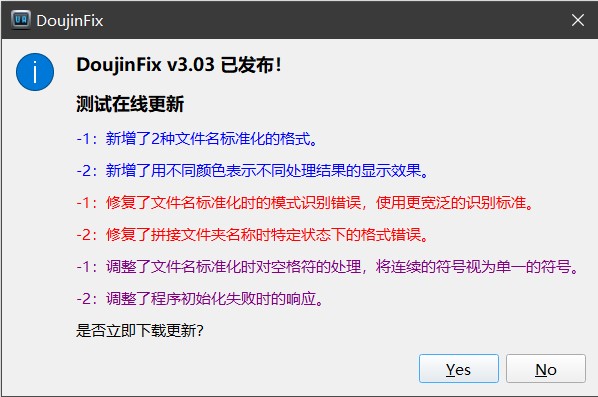 DoujinFix
DoujinFix v3.03 已发布！
测试在线更新
-1：新增了2种文件名标准化的格式。
-2：新增了用不同颜色表示不同处理结果的显示效果。
-1：修复了文件名标准化时的模式识别错误，使用更宽泛的识别标准。
-2：修复了拼接文件夹名称时特定状态下的格式错误。
-1：调整了文件名标准化时对空格符的处理，将连续的符号视为单一的符号。
-2：调整了程序初始化失败时的响应。
是否立即下载更新?
Yes No